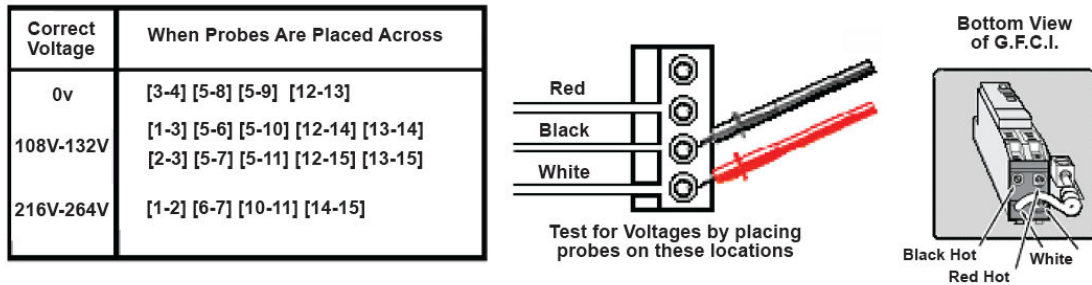 Correct
Voltage
When Probes Are Placed Across
0v
[3-4] [5-8] [5-9] [12-13]
108V-132V
[1-3] [5-6] [5-10] [12-14] [13-14]
[2-3] [5-7] [5-11] [12-15] [13-15]
216V-264V
[1-2] [6-7] [10-11] [14-15]
Red
Black
White
Test for Voltages by placing
probes on these locations
Bottom View
of G.F.C.I.
Black Hot
Red Hot
White